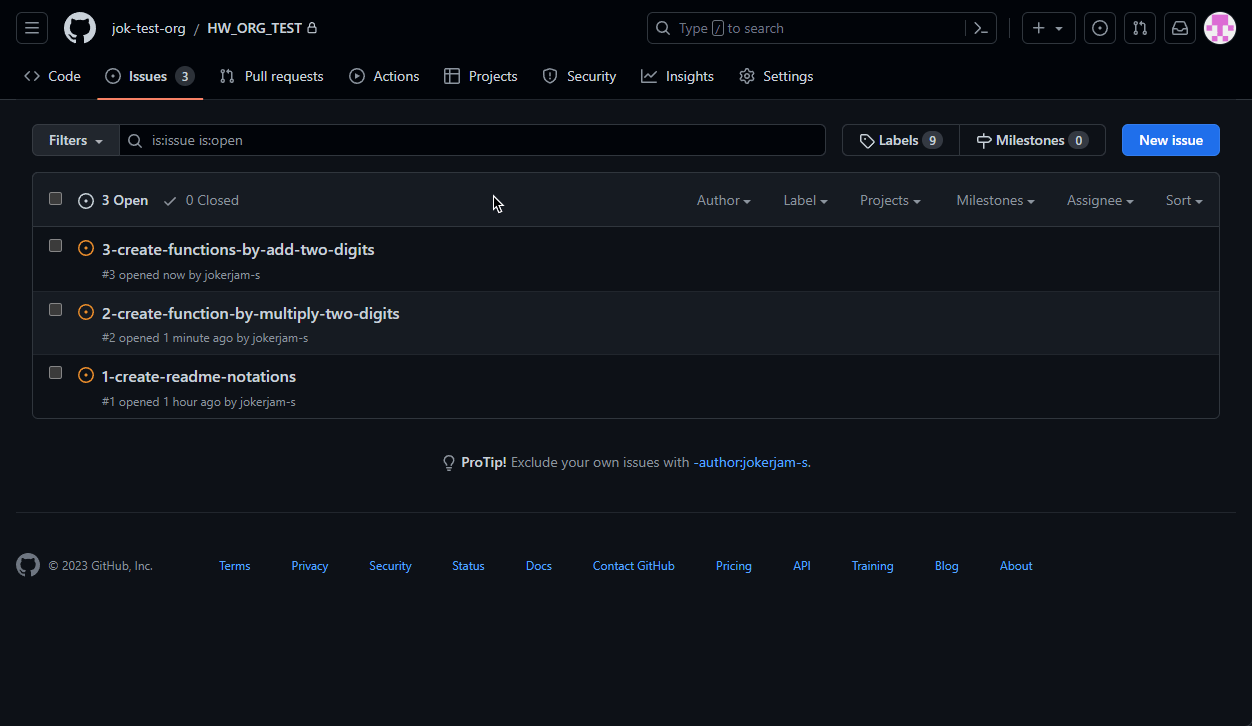 jok-test-org / HW_ORG_TEST Type / to search
Code Issues 3 Pull requests Actions Projects Security Insights Settings
Filters is:issue is:open Labels 9 Milestones 0 New issue
3 Open 0 Closed Author Label Projects Milestones Assignee Sort
3-create-functions-by-add-two-digits
#3 opened now by jokerjam-s
2-create-function-by-multiply-two-digits
#2 opened 1 minute ago by jokerjam-s
1-create-readme-notations
#1 opened 1 hour ago by jokerjam-s
ProTip! Exclude your own issues with -author:jokerjam-s.
© 2023 GitHub, Inc. Terms Privacy Security Status Docs Contact GitHub Pricing API Training Blog About